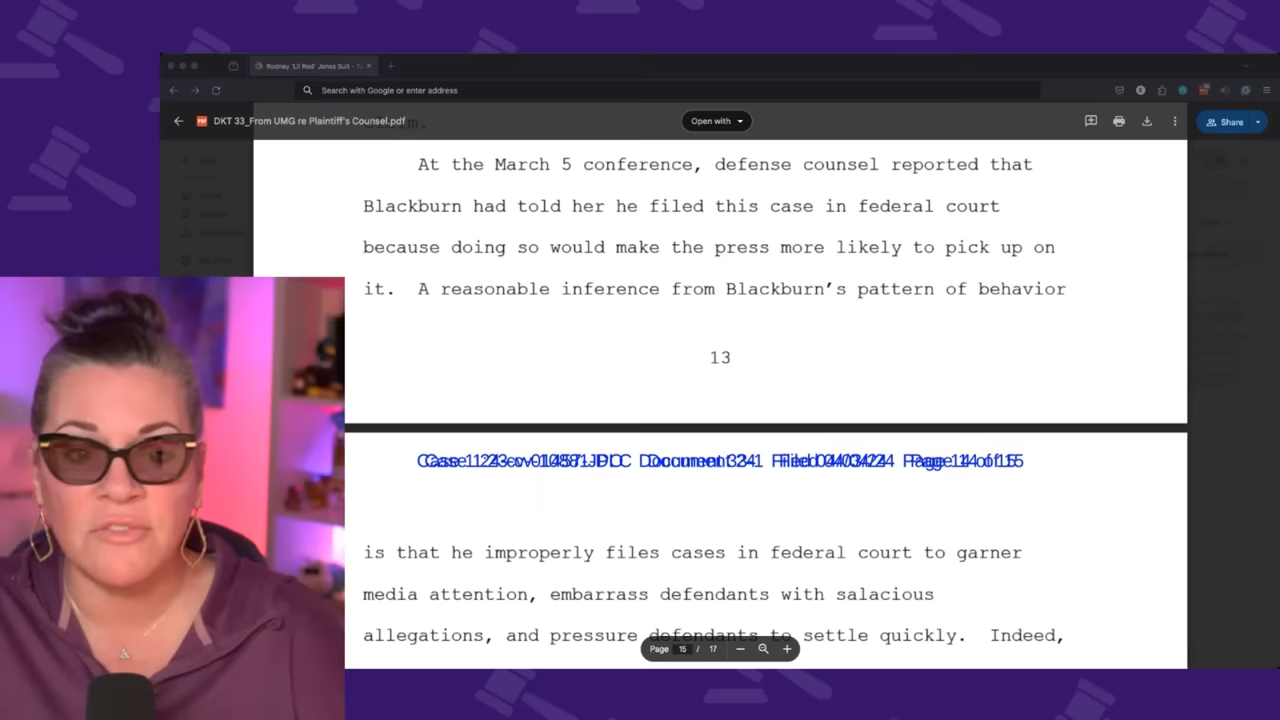 Rodney 'Lil Rod' Jones Suit - 
Search with Google or enter address
DKT 33_From UMG re Plaintiff's Counsel.pdf
Open with
Share
At the March 5 conference, defense counsel reported that
Blackburn had told her he filed this case in federal court
because doing so would make the press more likely to pick up on
it. A reasonable inference from Blackburn's pattern of behavior
13
is that he improperly files cases in federal court to garner
media attention, embarrass defendants with salacious
allegations, and pressure defendants to settle quickly. Indeed,
Page 15 / 17